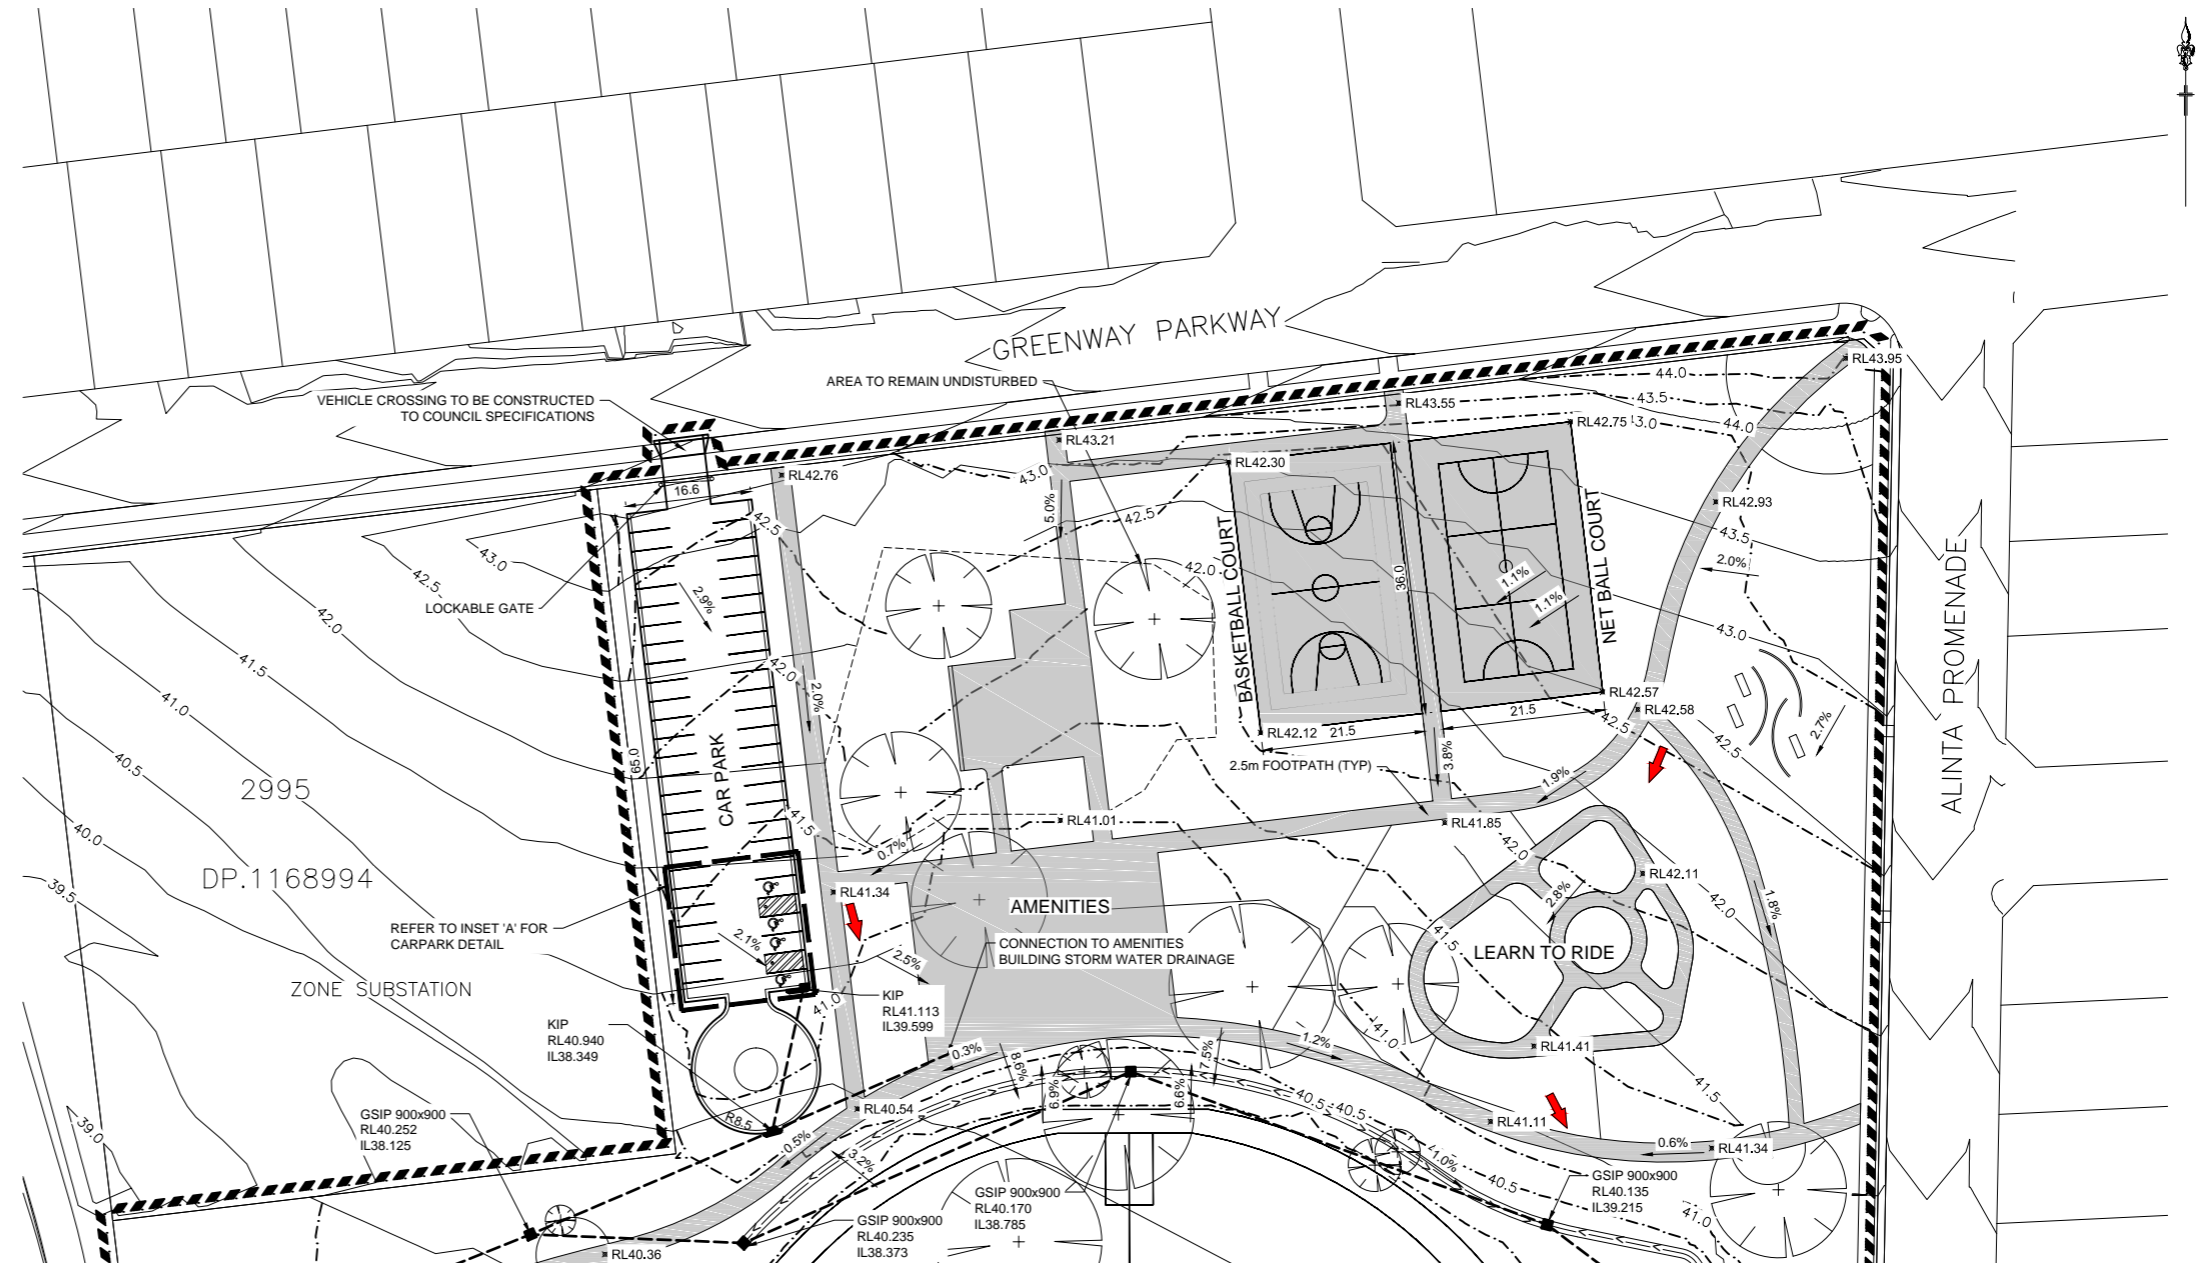 GREENWAY PARKWAY
RL43.95
AREA TO REMAIN UNDISTURBED
44.0
VEHICLE CROSSING TO BE CONSTRUCTED
TO COUNCIL SPECIFICATIONS
43.5
RL43.55
RL42.75
3.0
44.0
RL43.21
RL42.30
RL42.76
43.0
16.6
42.5
5.0%
42.5
RL42.93
43.5
43.0
42.5
42.0
36.0
1.1%
1.1%
2.0%
LOCKABLE GATE
2.9%
BASKETBALL COURT
NET BALL COURT
ALINTA PROMENADE
42.0
43.0
41.5
42.0
2.0%
41.0
RL42.57
RL42.58
42.5
2.7%
42.5
21.5
RL42.12
21.5
40.5
65.0
CAR PARK
3.8%
2.5m FOOTPATH (TYP)
1.9%
2995
41.5
RL41.01
RL41.85
40.0
0.7%
42.0
DP.1168994
39.5
RL41.34
RL42.11
42.0
1.8%
2.8%
AMENITIES
REFER TO INSET 'A' FOR
CARPARK DETAIL
2.1%
CONNECTION TO AMENITIES
BUILDING STORM WATER DRAINAGE
41.5
LEARN TO RIDE
2.5%
ZONE SUBSTATION
41.0
KIP
RL41.113
IL39.599
KIP
RL40.940
IL38.349
41.0
1.2%
RL41.41
0.3%
8.6%
7.5%
6.9%
6.6%
41.5
40.5
40.5
RL40.54
R8.5
39.0
GSIP 900x900
RL40.252
IL38.125
RL41.11
0.5%
3.2%
1.0%
0.6%
RL41.34
40.5
GSIP 900x900
RL40.135
IL39.215
GSIP 900x900
RL40.170
IL38.785
41.0
GSIP 900x900
RL40.235
IL38.373
RL40.36